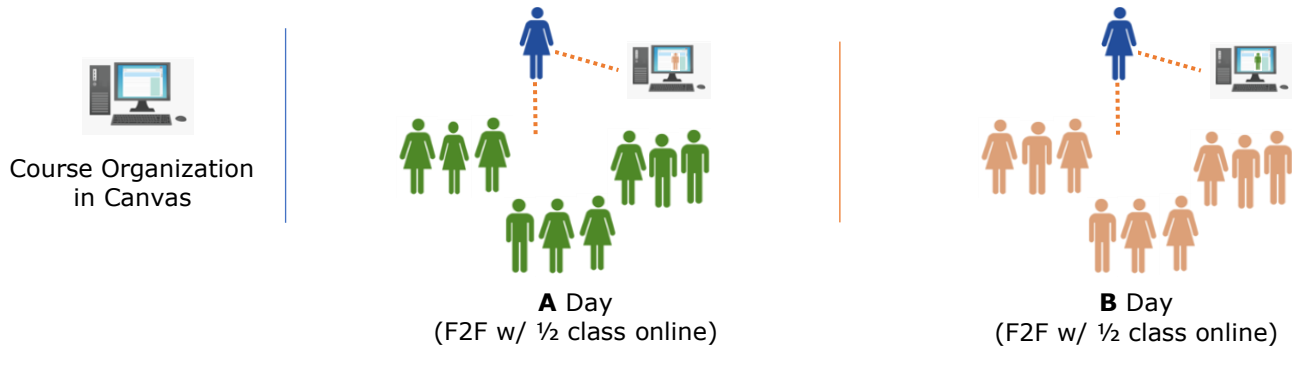 Course Organization
in Canvas
A Day
(F2F w/ ½ class online)
B Day
(F2F w/ ½ class online)